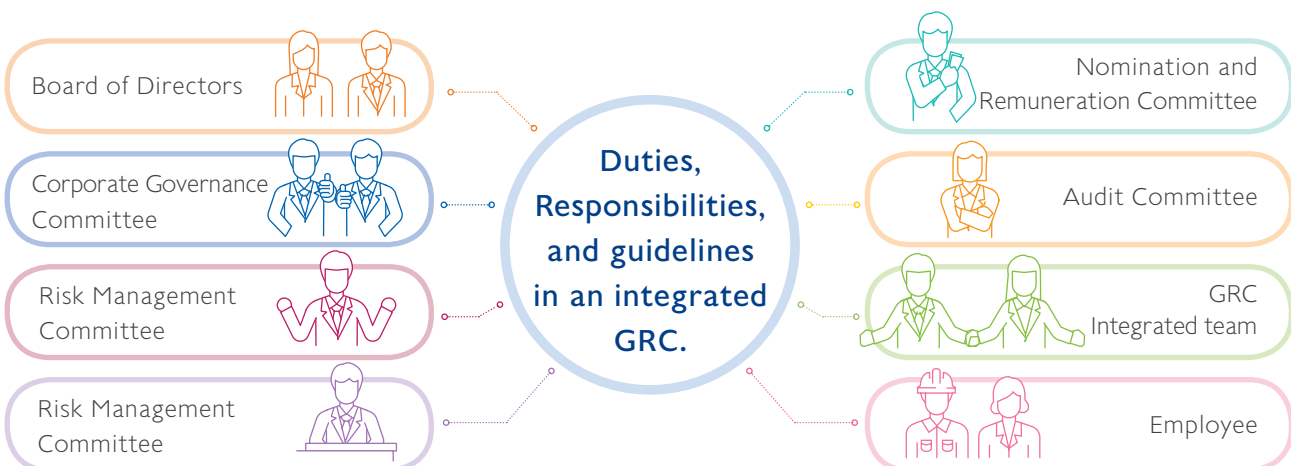 Board of Directors
Corporate Governance
Committee
Risk Management
Committee
Risk Management
Committee
Duties,
Responsibilities,
and guidelines
in an integrated
GRC.
Nomination and
Remuneration Committee
Audit Committee
GRC
Integrated team
Employee